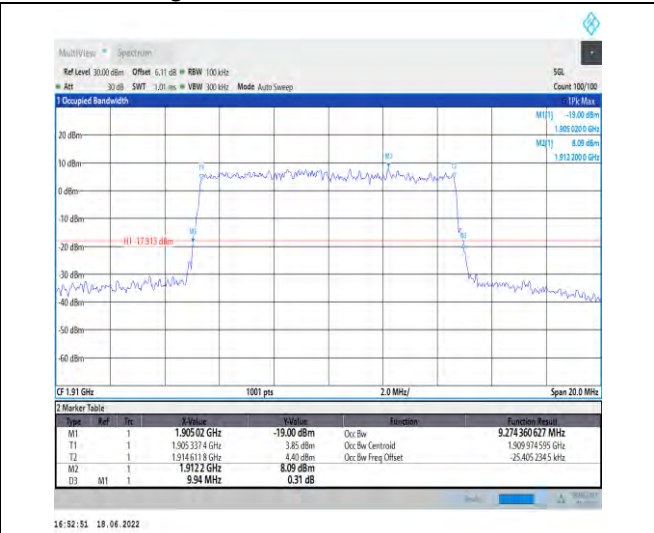 MultiView Spectrum
Ref Level 30.00 dBm Offset 6.11 dB RBW 100 kHz SGL
Att 30 dB SWT 1.01 ms VBW 300 kHz Mode Auto Sweep Count 100/100
1 Occupied Bandwidth 1Pk Max
M1[1] -19.00 dBm
1.905 020 0 GHz
M2[1] 8.09 dBm
1.912 200 0 GHz
20 dBm
10 dBm
M2
T1
T2
0 dBm
-10 dBm
M1
D3
H1 -17.913 dBm
-20 dBm
-30 dBm
-40 dBm
-50 dBm
-60 dBm
CF 1.91 GHz 1001 pts 2.0 MHz/ Span 20.0 MHz
2 Marker Table
Type Ref Trc X-Value Y-Value Function Function Result
M1 1 1.905 02 GHz -19.00 dBm Occ Bw 9.274 360 627 MHz
T1 1 1.905 337 4 GHz 3.85 dBm Occ Bw Centroid 1.909 974 595 GHz
T2 1 1.914 611 8 GHz 4.40 dBm Occ Bw Freq Offset -25.405 234 5 kHz
M2 1 1.912 2 GHz 8.09 dBm
D3 M1 1 9.94 MHz 0.31 dB
16:52:51 18.06.2022